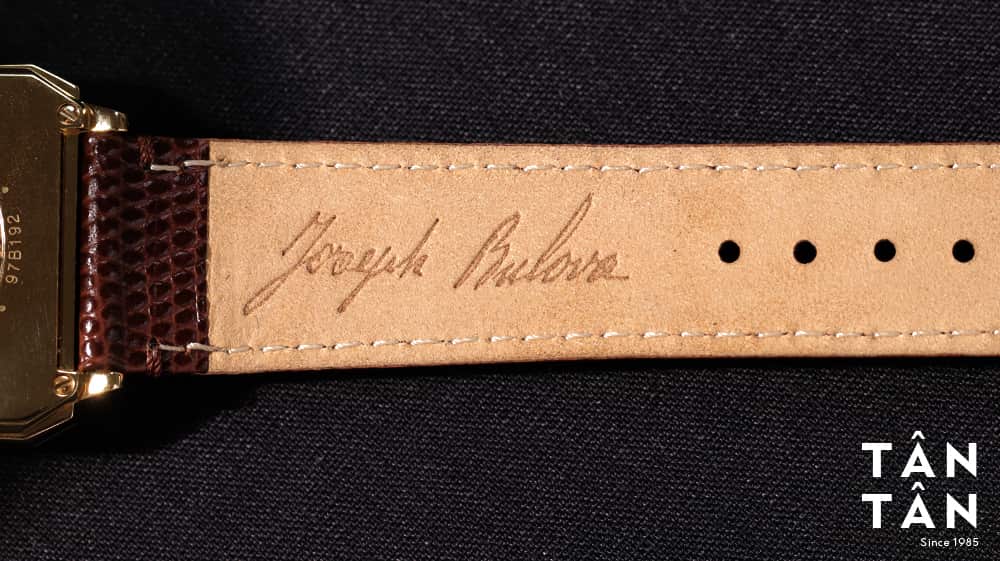 97B192
Joseph Bulova
TÂN
TÂN
Since 1985